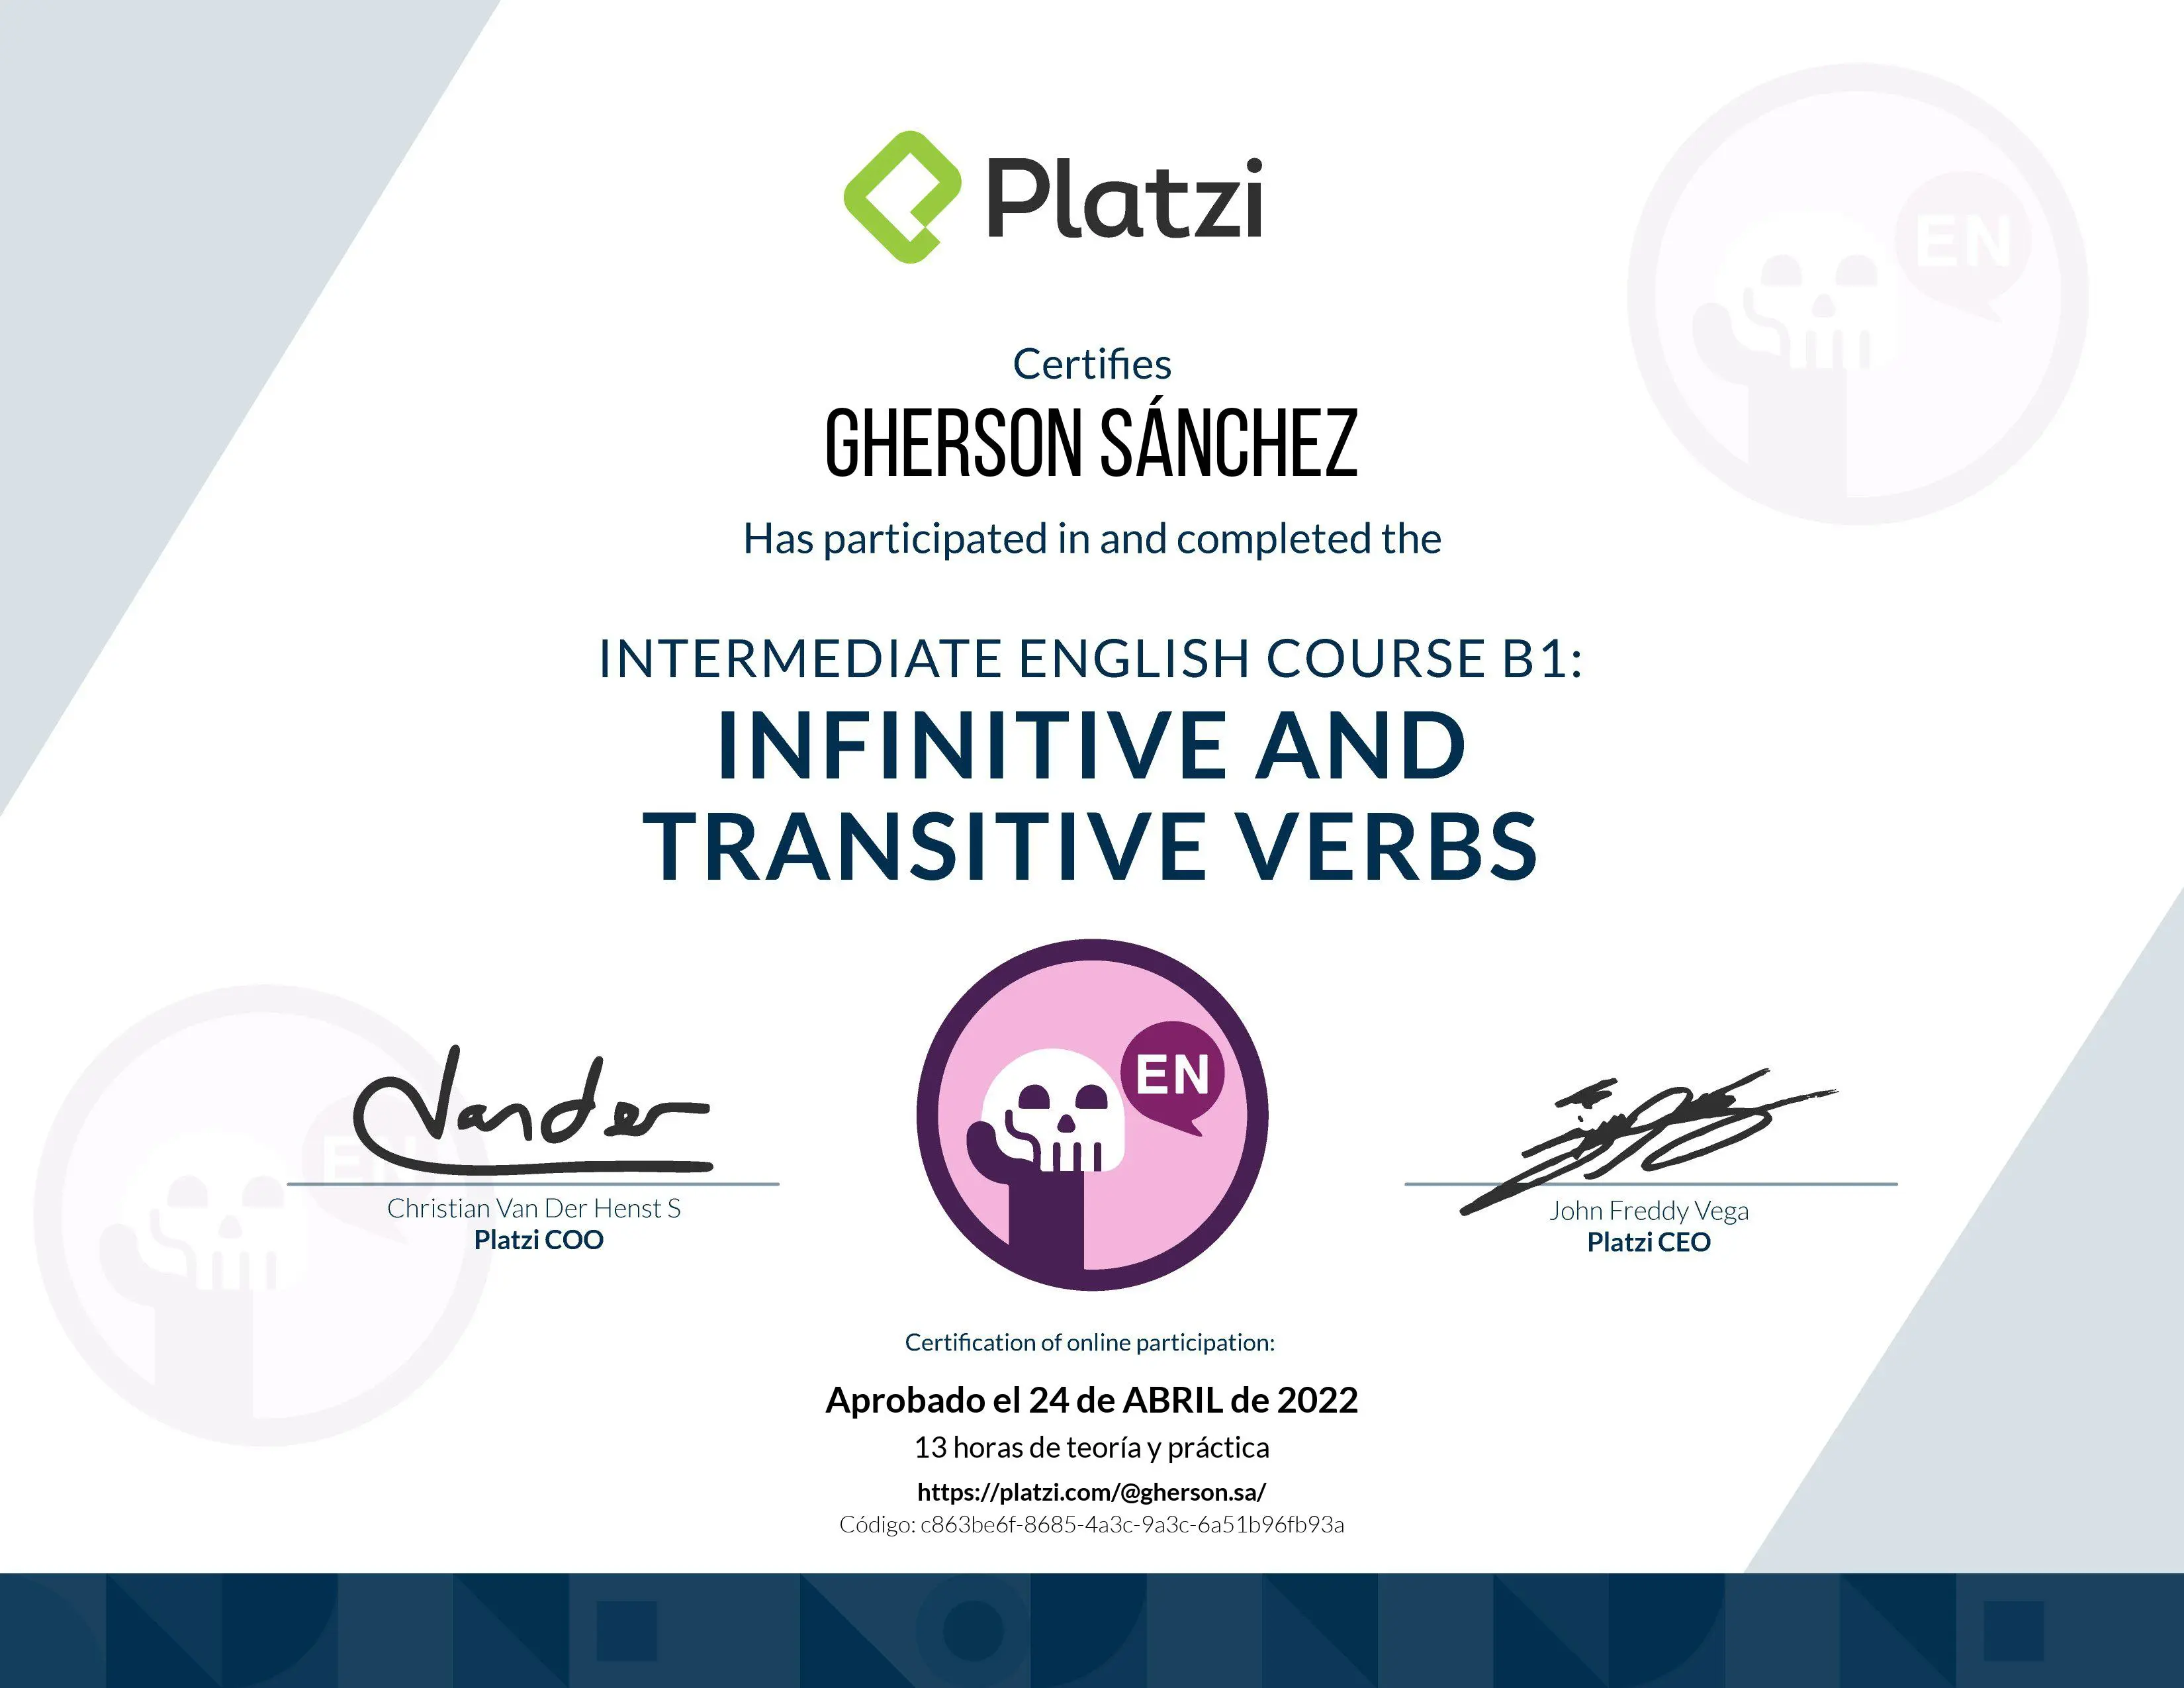 Platzi
Certifies
GHERSON SÁNCHEZ
Has participated in and completed the
INTERMEDIATE ENGLISH COURSE B1:
INFINITIVE AND
TRANSITIVE VERBS
EN
EN
EN
Vander
Christian Van Der Henst S
Platzi COO
John Freddy Vega
Platzi CEO
Certification of online participation:
Aprobado el 24 de ABRIL de 2022
13 horas de teoría y práctica
https://platzi.com/@gherson.sa/
Código: c863be6f-8685-4a3c-9a3c-6a51b96fb93a